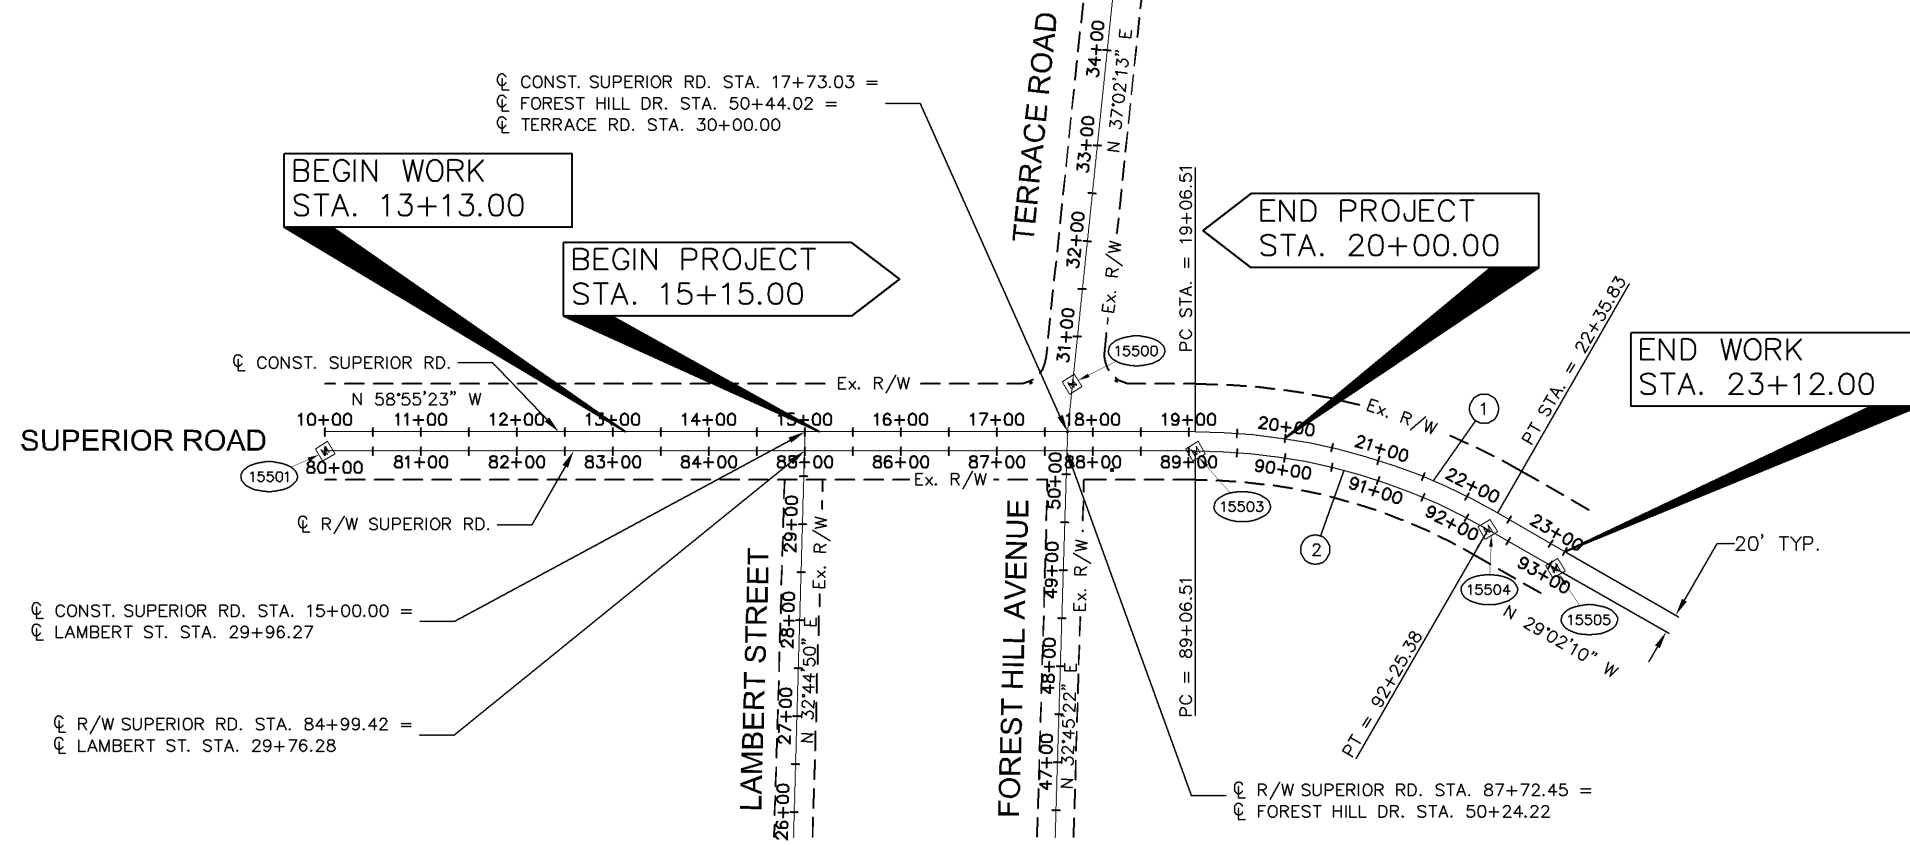 ℄ CONST. SUPERIOR RD. STA. 17+73.03 =
℄ FOREST HILL DR. STA. 50+44.02 =
℄ TERRACE RD. STA. 30+00.00
BEGIN WORK
STA. 13+13.00
BEGIN PROJECT
STA. 15+15.00
TERRACE ROAD
34+00
33+00
32+00
31+00
N 37°02'13" E
Ex. R/W
PC STA. = 19+06.51
END PROJECT
STA. 20+00.00
PT STA. = 22+35.83
END WORK
STA. 23+12.00
15500
℄ CONST. SUPERIOR RD.
Ex. R/W
Ex. R/W
1
N 58°55'23" W
SUPERIOR ROAD
10+00
11+00
12+00
13+00
14+00
15+00
16+00
17+00
18+00
19+00
20+00
21+00
22+00
23+00
80+00
81+00
82+00
83+00
84+00
85+00
86+00
87+00
88+00
89+00
90+00
91+00
92+00
93+00
15501
Ex. R/W
15503
℄ R/W SUPERIOR RD.
2
20' TYP.
15504
15505
N 29°02'10" W
LAMBERT STREET
29+00
28+00
27+00
26+00
Ex. R/W
N 32°44'50" E
FOREST HILL AVENUE
50+00
49+00
48+00
47+00
Ex. R/W
N 32°45'22" E
PC = 89+06.51
PT = 92+25.38
℄ CONST. SUPERIOR RD. STA. 15+00.00 =
℄ LAMBERT ST. STA. 29+96.27
℄ R/W SUPERIOR RD. STA. 84+99.42 =
℄ LAMBERT ST. STA. 29+76.28
℄ R/W SUPERIOR RD. STA. 87+72.45 =
℄ FOREST HILL DR. STA. 50+24.22